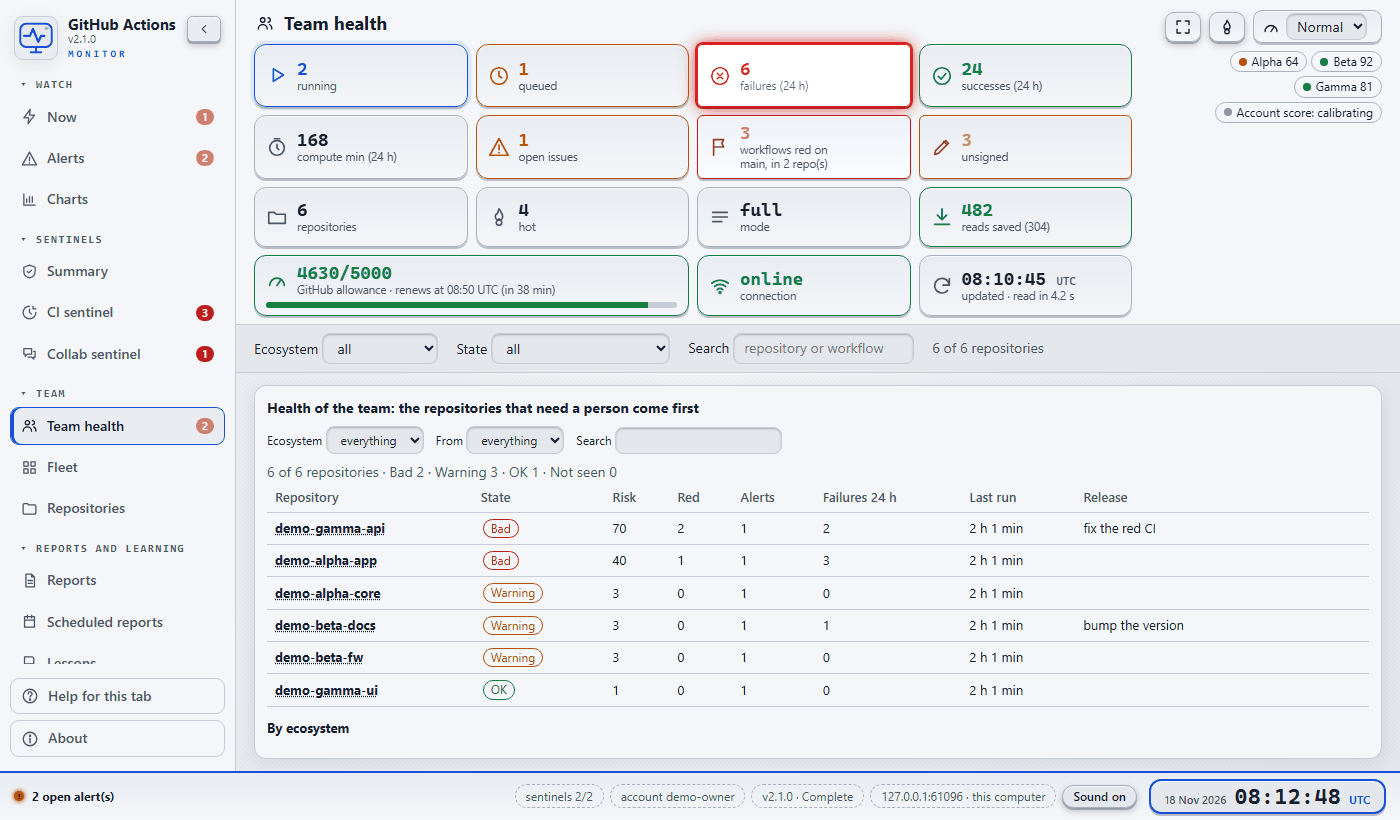 GitHub Actions
v2.1.0
MONITOR
WATCH
Now 1
Alerts 2
Charts
SENTINELS
Summary
CI sentinel 3
Collab sentinel 1
TEAM
Team health 2
Fleet
Repositories
REPORTS AND LEARNING
Reports
Scheduled reports
Lessons
Help for this tab
About
Team health
Normal
Alpha 64
Beta 92
Gamma 81
Account score: calibrating
2
running
1
queued
6
failures (24 h)
24
successes (24 h)
168
compute min (24 h)
1
open issues
3
workflows red on
main, in 2 repo(s)
3
unsigned
6
repositories
4
hot
full
mode
482
reads saved (304)
4630/5000
GitHub allowance · renews at 08:50 UTC (in 38 min)
online
connection
08:10:45 UTC
updated · read in 4.2 s
Ecosystem all State all Search repository or workflow 6 of 6 repositories
Health of the team: the repositories that need a person come first
Ecosystem everything From everything Search
6 of 6 repositories · Bad 2 · Warning 3 · OK 1 · Not seen 0
Repository State Risk Red Alerts Failures 24 h Last run Release
demo-gamma-api Bad 70 2 1 2 2 h 1 min fix the red CI
demo-alpha-app Bad 40 1 1 3 2 h 1 min
demo-alpha-core Warning 3 0 1 0 2 h 1 min
demo-beta-docs Warning 3 0 1 1 2 h 1 min bump the version
demo-beta-fw Warning 3 0 1 0 2 h 1 min
demo-gamma-ui OK 1 0 1 0 2 h 1 min
By ecosystem
2 open alert(s)
sentinels 2/2
account demo-owner
v2.1.0 · Complete
127.0.0.1:61096 · this computer
Sound on
18 Nov 2026 08:12:48 UTC